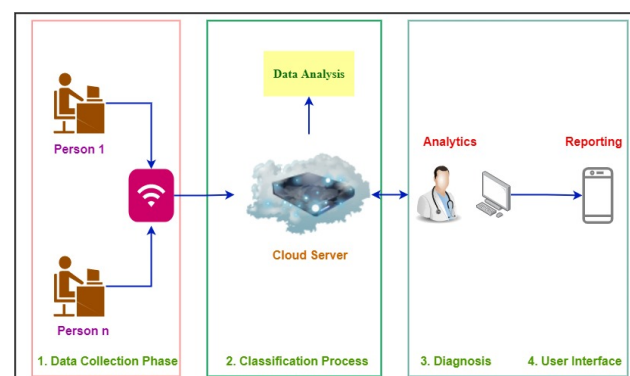 Data Analysis
Person 1
Analytics
Reporting
Cloud Server
Person n
1. Data Collection Phase
2. Classification Process
3. Diagnosis
4. User Interface